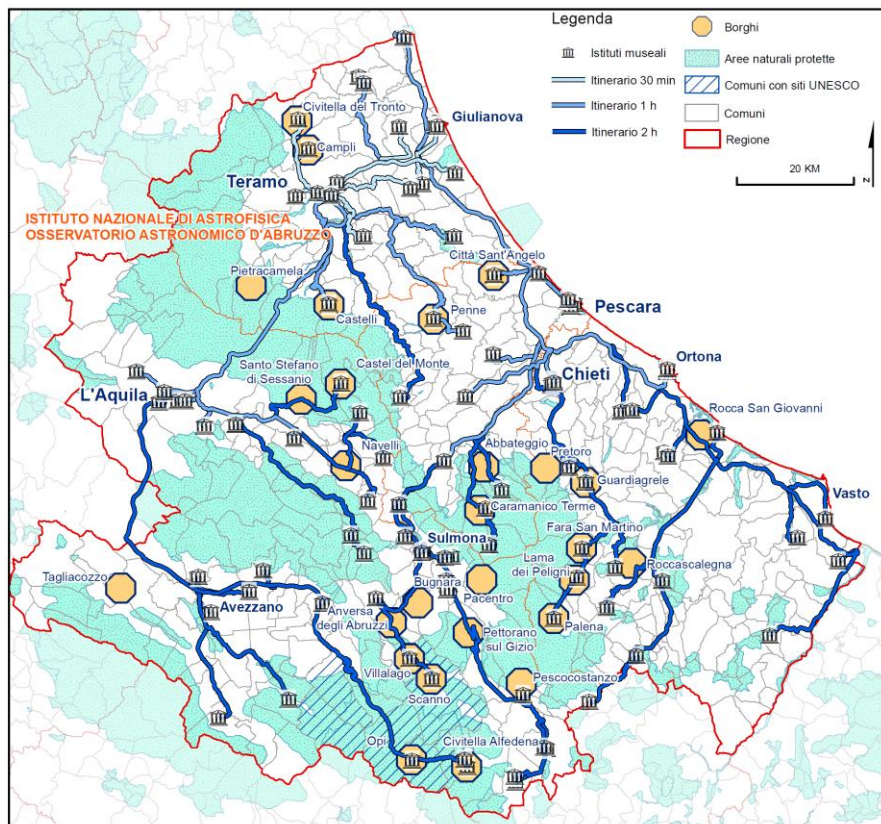 Legenda
Istituti museali
Itinerario 30 min
Itinerario 1 h
Itinerario 2 h
Borghi
Aree naturali protette
Comuni con siti UNESCO
Comuni
Regione
20 KM
N
Civitella del Tronto
Giulianova
Campli
Teramo
ISTITUTO NAZIONALE DI ASTROFISICA
OSSERVATORIO ASTRONOMICO D'ABRUZZO
Città Sant'Angelo
Pietracamela
Castelli
Penne
Pescara
Santo Stefano
di Sessanio
Castel del Monte
Chieti
Ortona
L'Aquila
Rocca San Giovanni
Navelli
Abbateggio
Pretoro
Guardiagrele
Vasto
Caramanico Terme
Fara San Martino
Sulmona
Lama
dei Peligni
Roccascalegna
Tagliacozzo
Bugnara
Pacentro
Avezzano
Anversa
degli Abruzzi
Palena
Pettorano
sul Gizio
Villalago
Scanno
Pescocostanzo
Opi
Civitella Alfedena